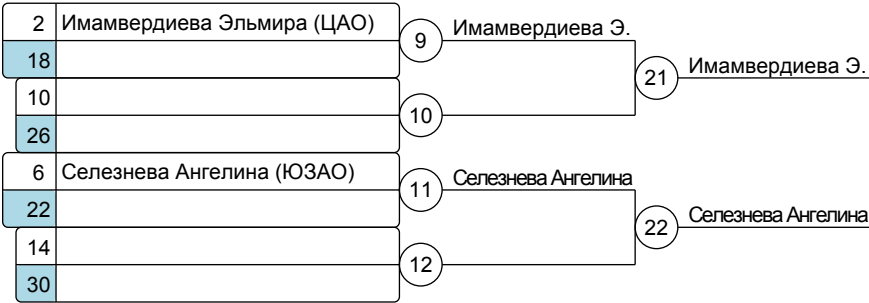 2 Имамвердиева Эльмира (ЦАО)
9 Имамвердиева Э.
18
21 Имамвердиева Э.
10
10
26
6 Селезнева Ангелина (ЮЗАО)
11 Селезнева Ангелина
22
22 Селезнева Ангелина
14
12
30